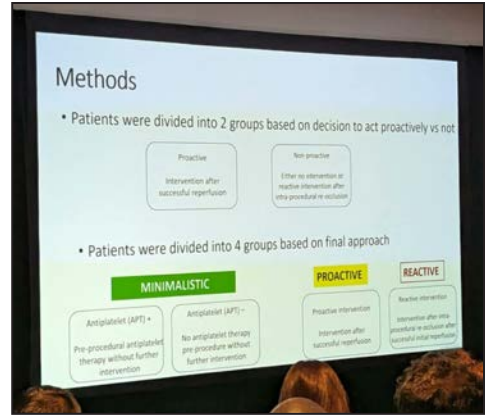 Methods
• Patients were divided into 2 groups based on decision to act proactively vs not
Proactive
Intervention after
successful reperfusion
Non proactive
Either no intervention or
reactive intervention after
intra-procedural re occlusion
• Patients were divided into 4 groups based on final approach
MINIMALISTIC
Antiplatelet (APT) +
Pre-procedural antiplatelet
therapy without further
intervention
Antiplatelet (APT) –
No antiplatelet therapy
pre-procedure without
further intervention
PROACTIVE
Proactive intervention
Intervention after
successful reperfusion
REACTIVE
Reactive intervention
Intervention after intra-
procedural re occlusion after
successful initial reperfusion